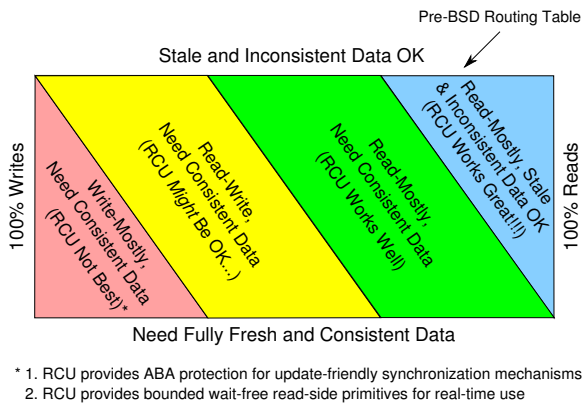 Pre-BSD Routing Table
Stale and Inconsistent Data OK
100% Writes
Write-Mostly,
Need Consistent Data
(RCU Not Best)*
Read-Write,
Need Consistent Data
(RCU Might Be OK...)
Read-Mostly,
Need Consistent Data
(RCU Works Well)
Read-Mostly, Stale
& Inconsistent Data OK
(RCU Works Great!!!)
100% Reads
Need Fully Fresh and Consistent Data
* 1. RCU provides ABA protection for update-friendly synchronization mechanisms
2. RCU provides bounded wait-free read-side primitives for real-time use